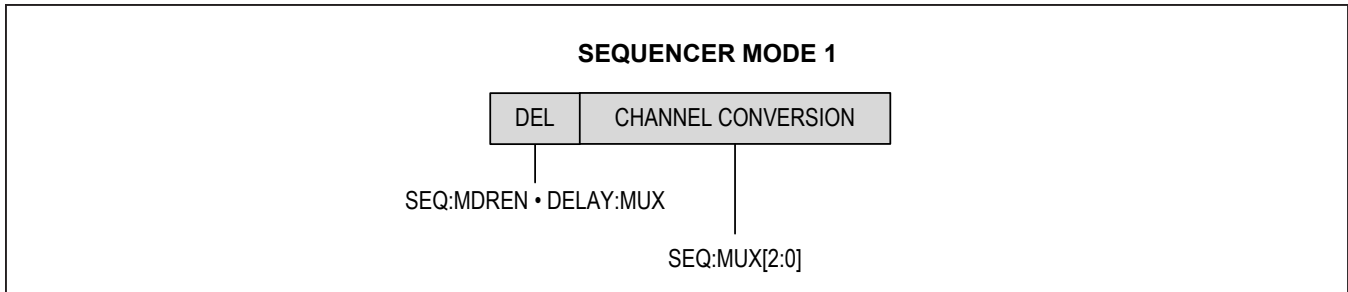 SEQUENCER MODE 1
DEL CHANNEL CONVERSION
SEQ:MDREN • DELAY:MUX
SEQ:MUX[2:0]